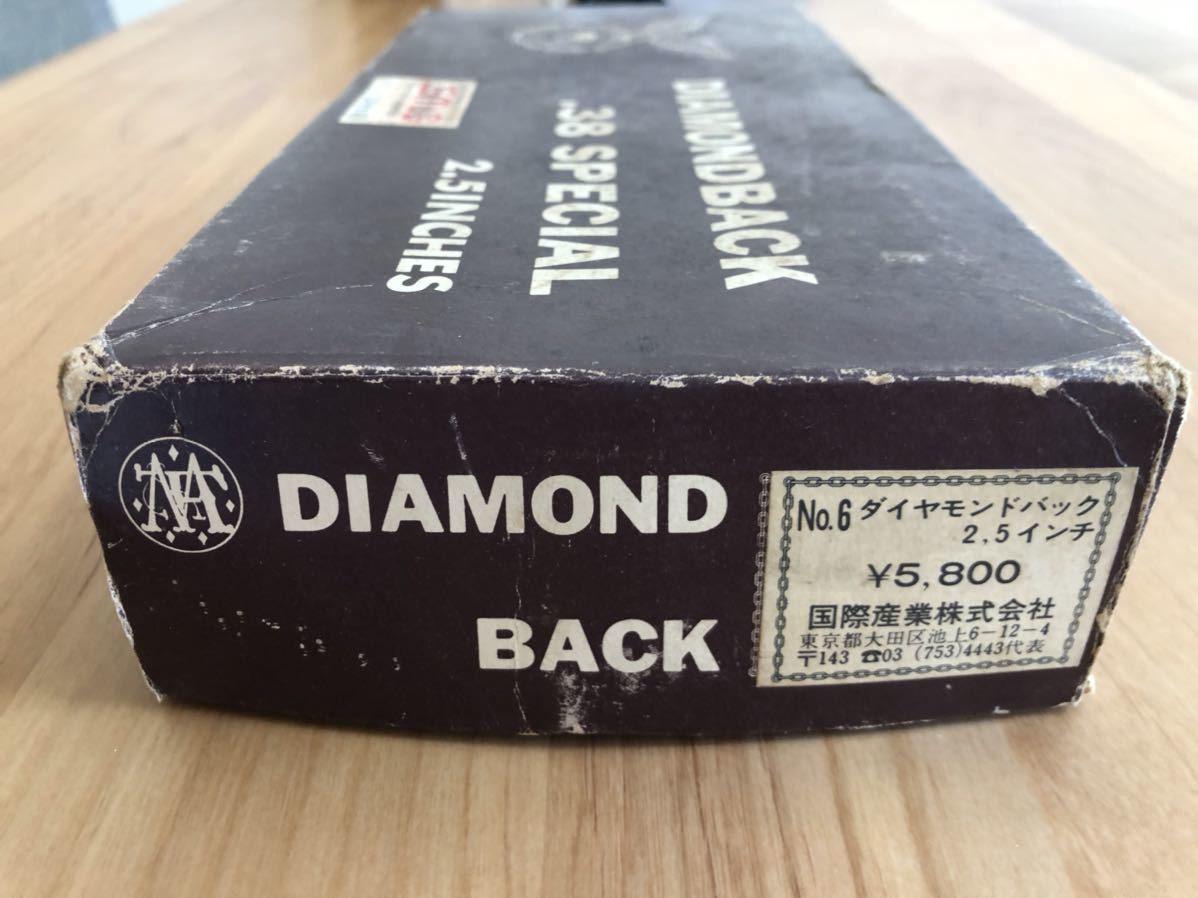 DIAMONDBACK
.38 SPECIAL
2,5INCHES
DIAMOND
BACK
No.6 ダイヤモンドバック
2,5インチ
¥5,800
国際産業株式会社
東京都大田区池上6-12-4
〒143 ☎03 (753)4443代表